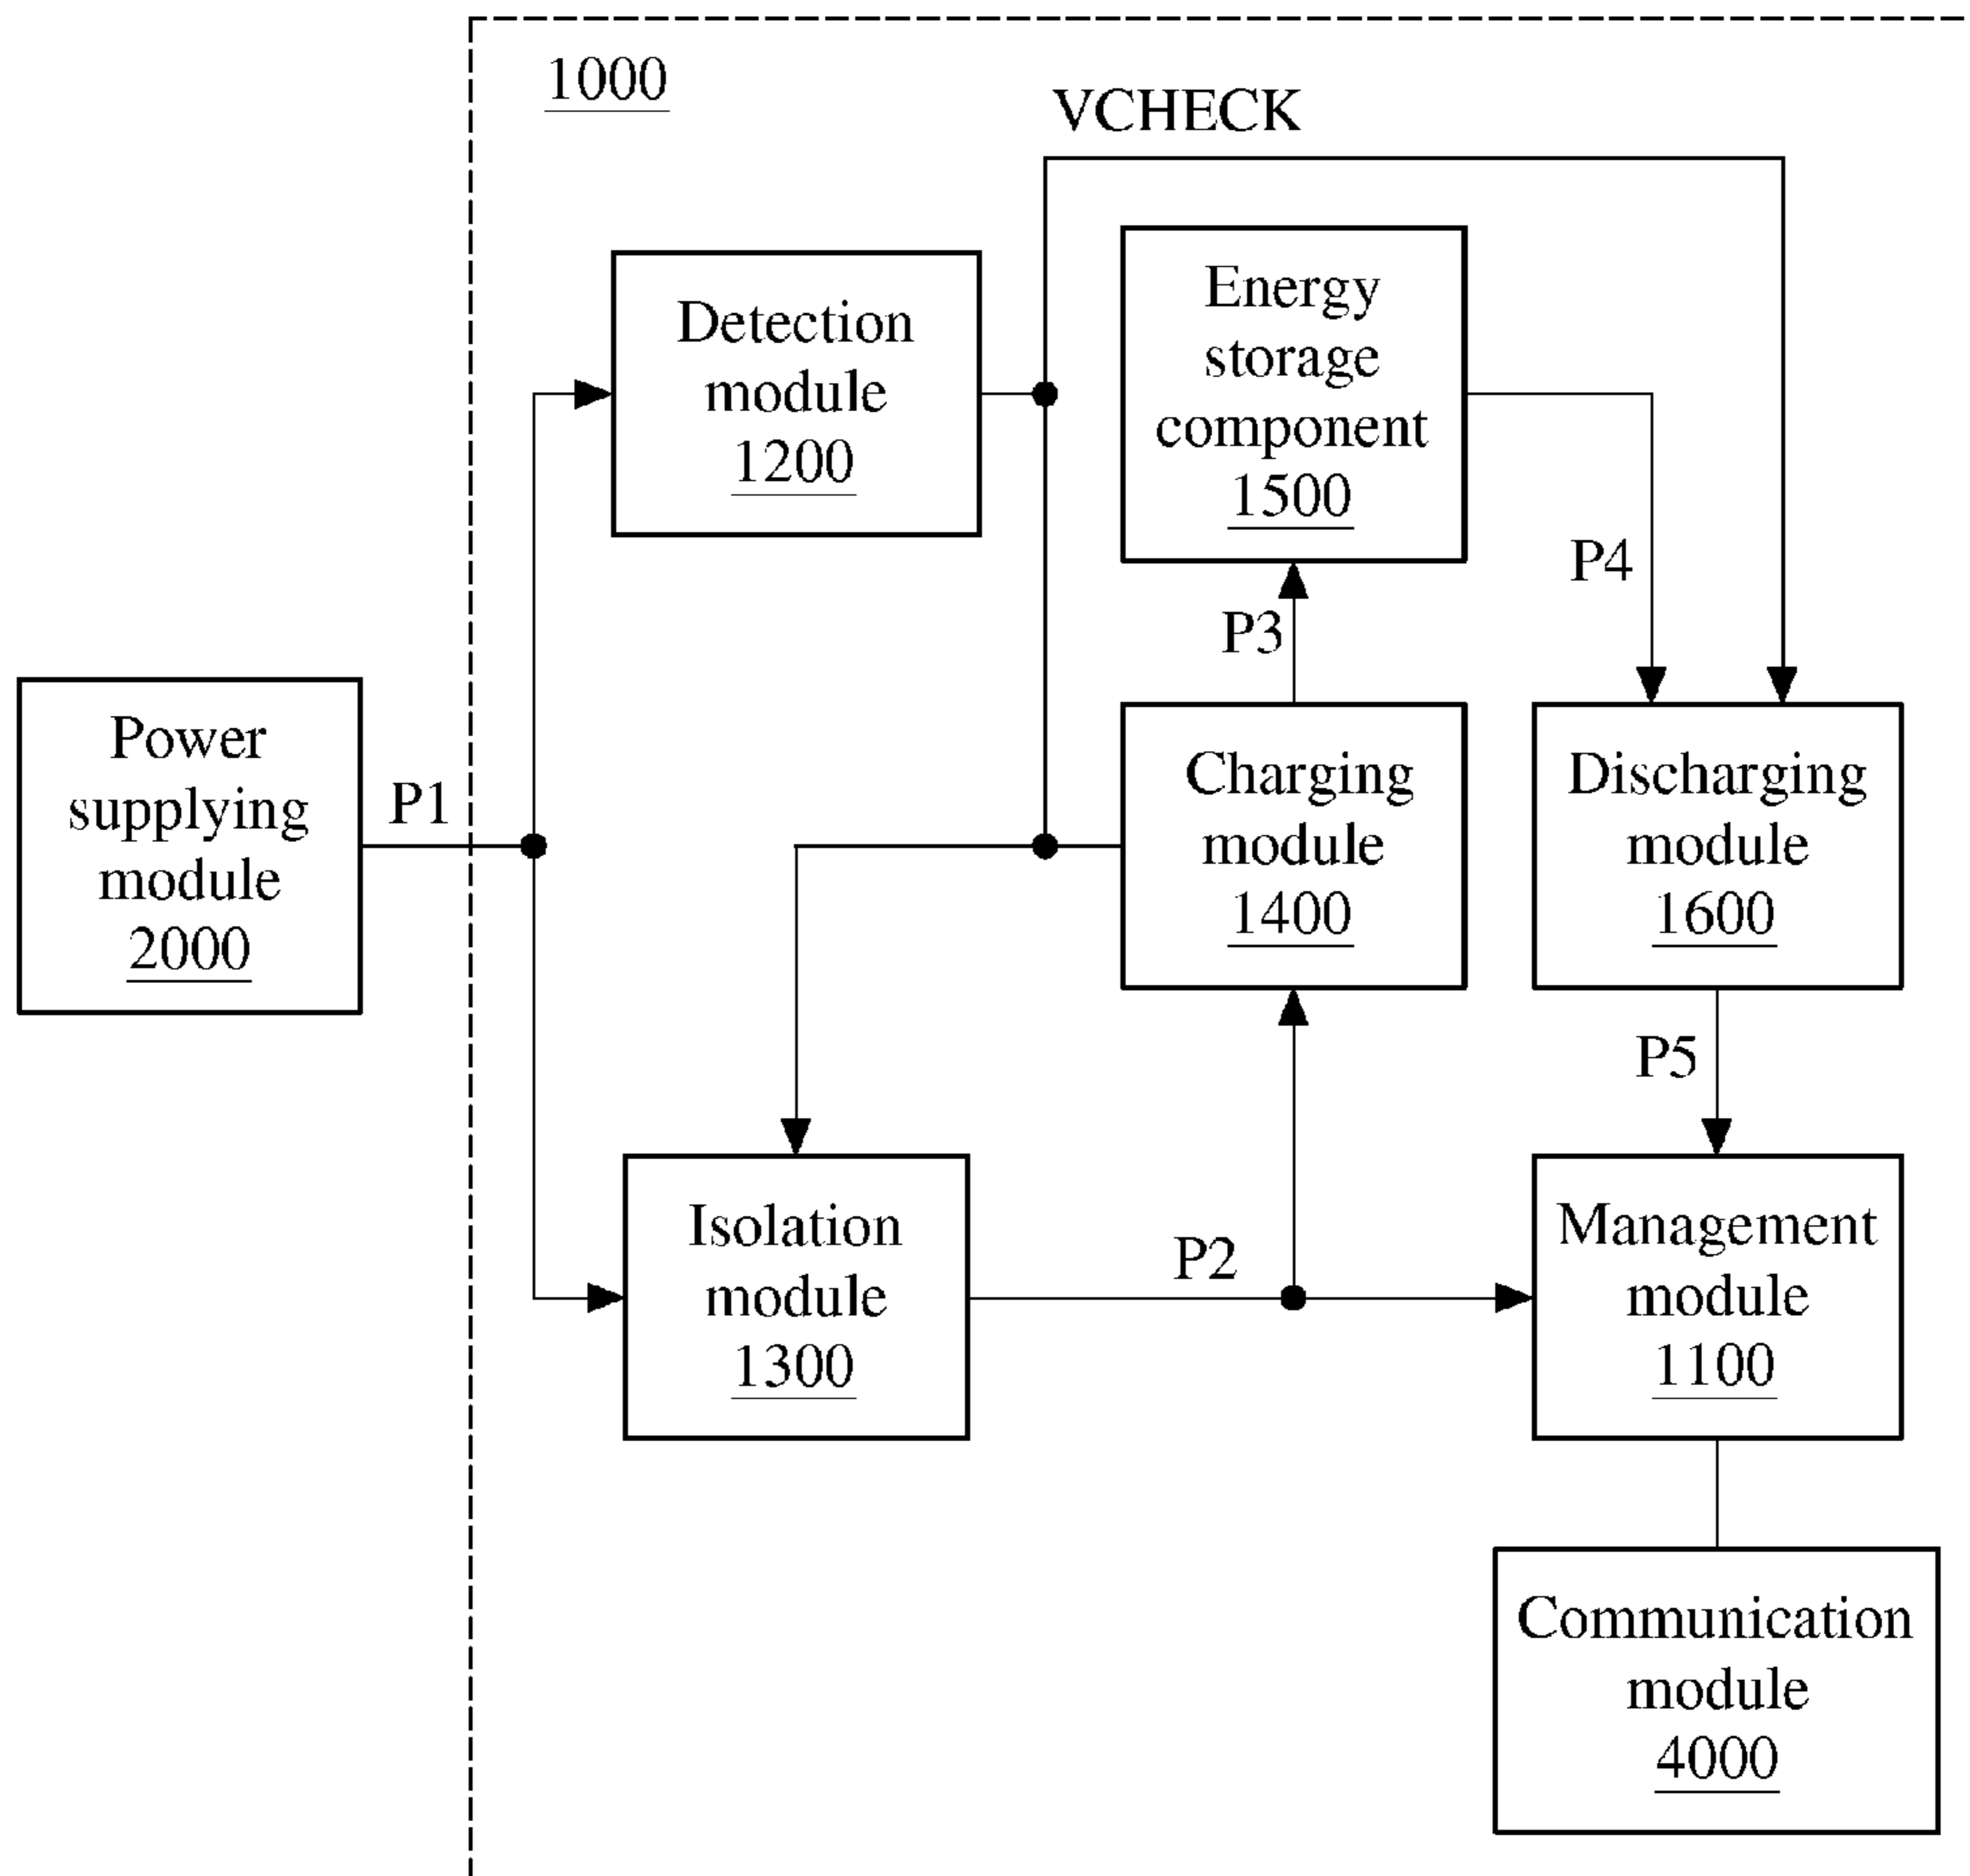 1000
VCHECK
Detection
module
1200
Energy
storage
component
1500
P4
P3
Power
supplying
module
2000
P1
Charging
module
1400
Discharging
module
1600
P5
Isolation
module
1300
P2
Management
module
1100
Communication
module
4000